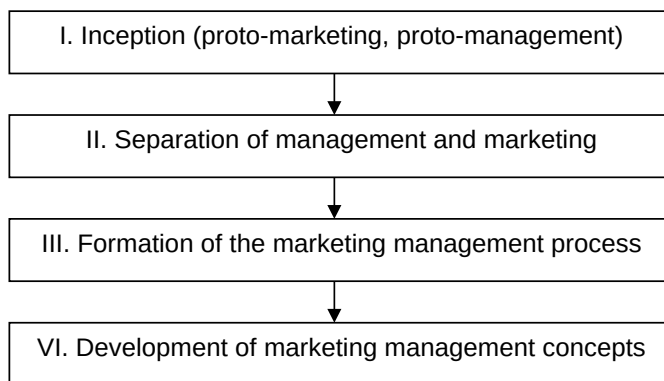 I. Inception (proto-marketing, proto-management)
II. Separation of management and marketing
III. Formation of the marketing management process
VI. Development of marketing management concepts